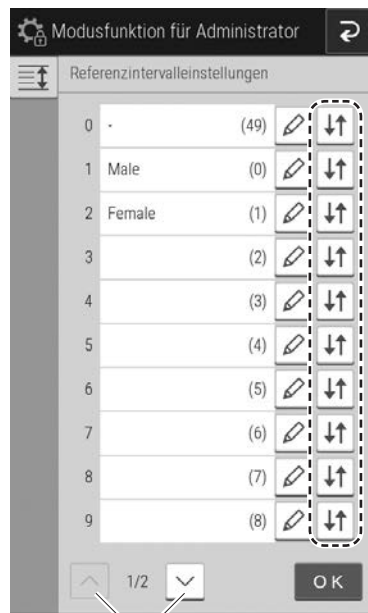 Modusfunktion für Administrator
Referenzintervalleinstellungen
0 - (49)
1 Male (0)
2 Female (1)
3 (2)
4 (3)
5 (4)
6 (5)
7 (6)
8 (7)
9 (8)
1/2
OK